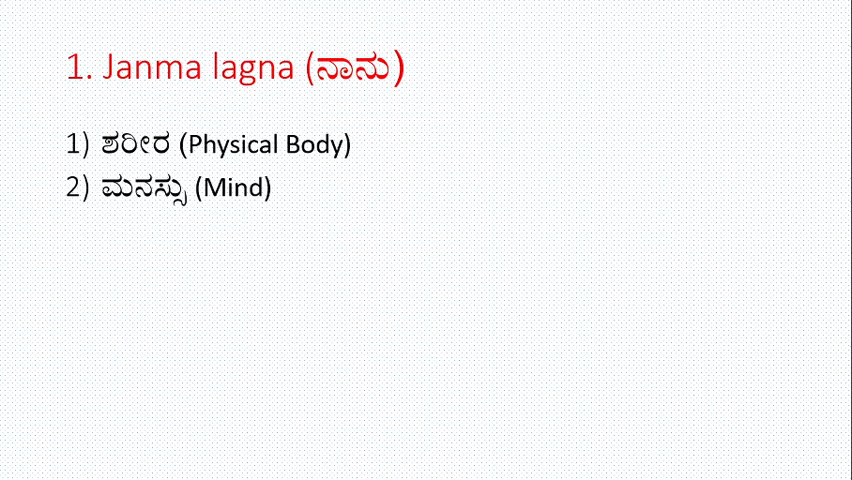 1. Janma lagna (ನಾನು)
1) ಶರೀರ (Physical Body)
2) ಮನಸ್ಸು (Mind)